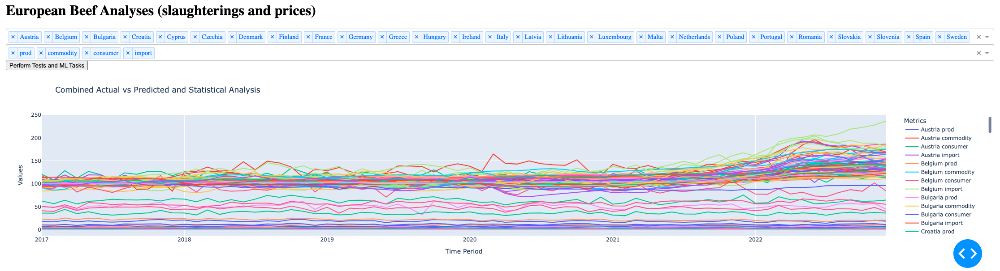 European Beef Analyses (slaughterings and prices)
× Austria × Belgium × Bulgaria × Croatia × Cyprus × Czechia × Denmark × Finland × France × Germany × Greece × Hungary × Ireland × Italy × Latvia × Lithuania × Luxembourg × Malta × Netherlands × Poland × Portugal × Romania × Slovakia × Slovenia × Spain × Sweden ×
× prod × commodity × consumer × import ×
Perform Tests and ML Tasks
Combined Actual vs Predicted and Statistical Analysis
Values
250
200
150
100
50
0
2017 2018 2019 2020 2021 2022
Time Period
Metrics
Austria prod
Austria commodity
Austria consumer
Austria import
Belgium prod
Belgium commodity
Belgium consumer
Belgium import
Bulgaria prod
Bulgaria commodity
Bulgaria consumer
Bulgaria import
Croatia prod